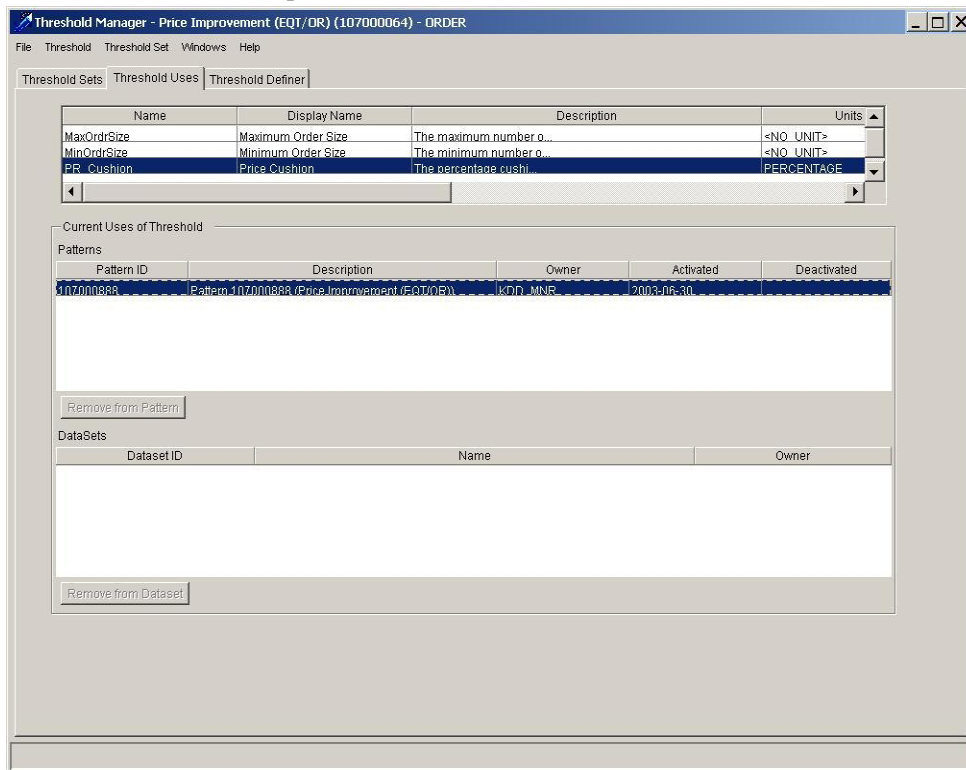 Threshold Manager - Price Improvement (EQT/OR) (107000064) - ORDER
File Threshold Threshold Set Windows Help
Threshold Sets Threshold Uses Threshold Definer
Name Display Name Description Units
MaxOrdrSize Maximum Order Size The maximum number o... <NO_UNIT>
MinOrdrSize Minimum Order Size The minimum number o... <NO_UNIT>
PR_Cushion Price Cushion The percentage cushi... PERCENTAGE
Current Uses of Threshold
Patterns
Pattern ID Description Owner Activated Deactivated
107000888 Pattern 107000888 (Price Improvement (EQT/OR)) KDD_MNR 2003-06-30
Remove from Pattern
DataSets
Dataset ID Name Owner
Remove from Dataset